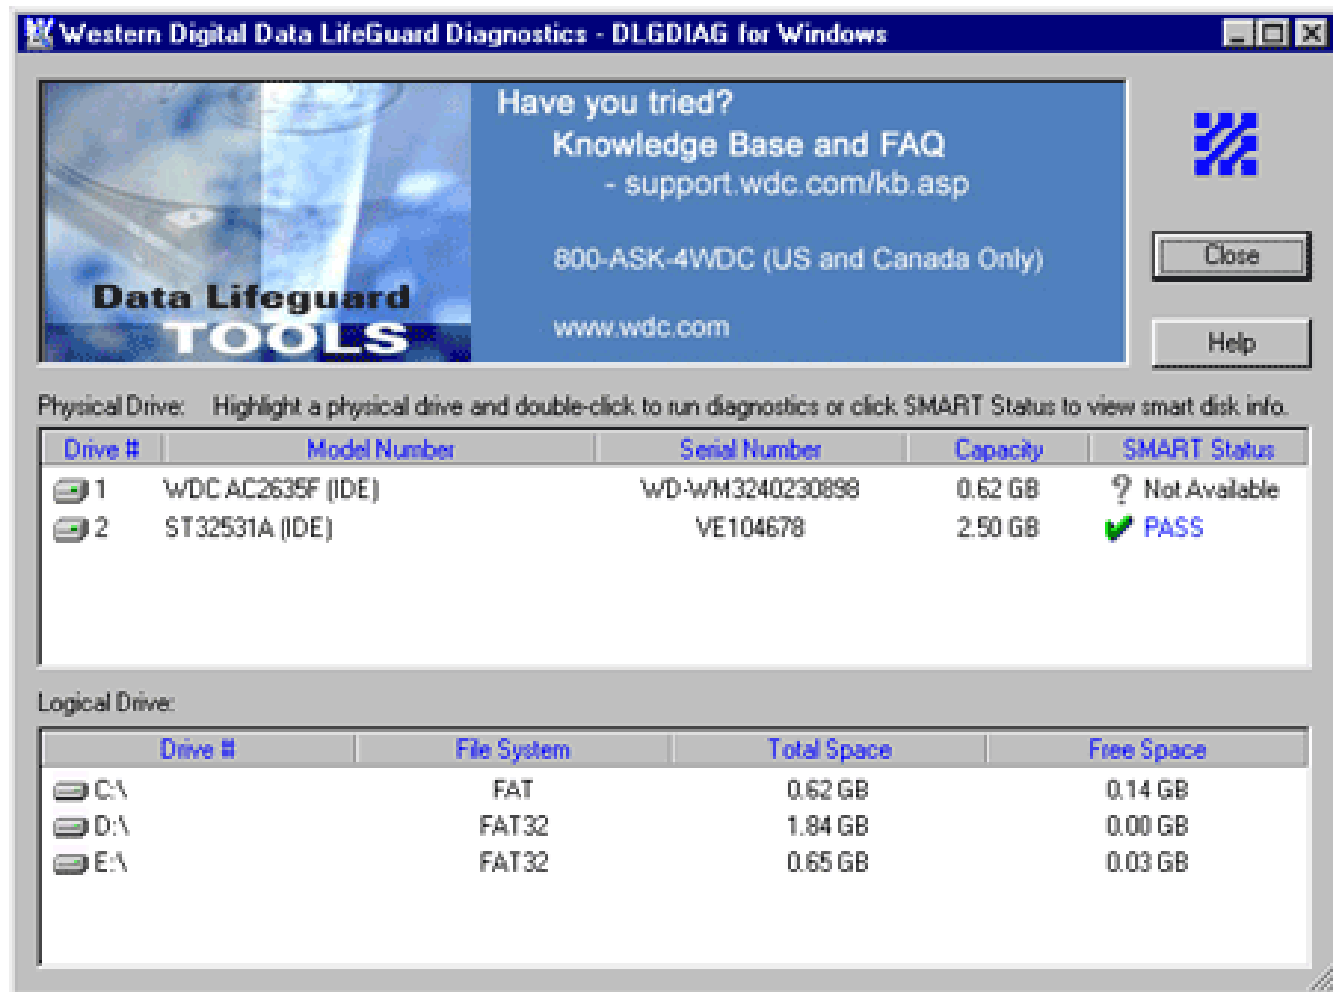 Western Digital Data LifeGuard Diagnostics - DLGDIAG for Windows
Have you tried?
Knowledge Base and FAQ
- support.wdc.com/kb.asp
800-ASK-4WDC (US and Canada Only)
www.wdc.com
Data Lifeguard
TOOLS
Close
Help
Physical Drive: Highlight a physical drive and double-click to run diagnostics or click SMART Status to view smart disk info.
Drive # Model Number Serial Number Capacity SMART Status
1 WDC AC2635F (IDE) WD-WM3240230898 0.62 GB ? Not Available
2 ST32531A (IDE) VE104678 2.50 GB PASS
Logical Drive:
Drive # File System Total Space Free Space
C:\ FAT 0.62 GB 0.14 GB
D:\ FAT32 1.84 GB 0.00 GB
E:\ FAT32 0.65 GB 0.03 GB